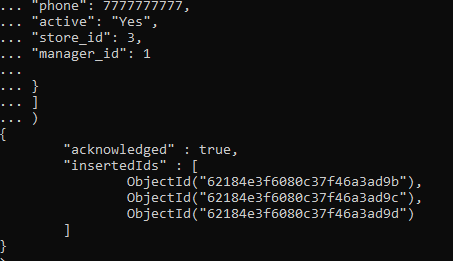 ... "phone": 7777777777,
... "active": "Yes",
... "store_id": 3,
... "manager_id": 1
...
... }
... ]
... )
{
        "acknowledged" : true,
        "insertedIds" : [
                ObjectId("62184e3f6080c37f46a3ad9b"),
                ObjectId("62184e3f6080c37f46a3ad9c"),
                ObjectId("62184e3f6080c37f46a3ad9d")
        ]
}